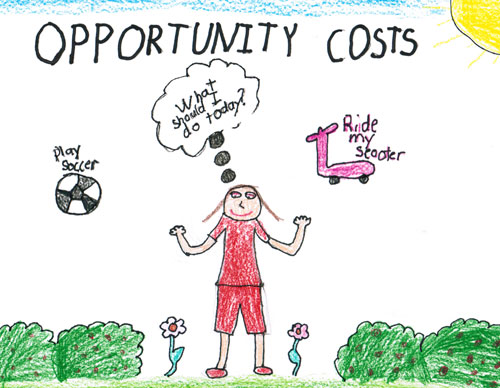 OPPORTUNITY COSTS
What
should I
do today?
Play
soccer
Ride
my
scooter